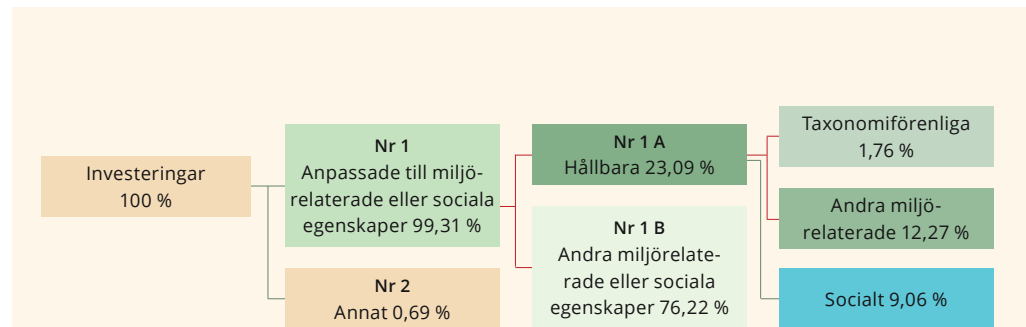 Investeringar
100 %
Nr 1
Anpassade till miljö-
relaterade eller sociala
egenskaper 99,31 %
Nr 2
Annat 0,69 %
Nr 1 A
Hållbara 23,09 %
Nr 1 B
Andra miljörelate-
rade eller sociala
egenskaper 76,22 %
Taxonomiförenliga
1,76 %
Andra miljö-
relaterade 12,27 %
Socialt 9,06 %